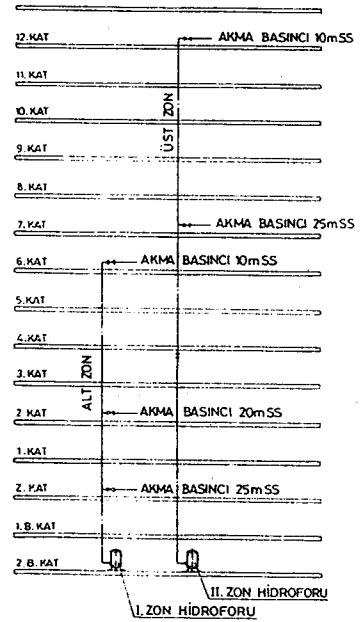 12.KAT
AKMA BASINCI 10mSS
11.KAT
ÜST ZON
10.KAT
9.KAT
8.KAT
7.KAT
AKMA BASINCI 25mSS
6.KAT
AKMA BASINCI 10mSS
5.KAT
4.KAT
3.KAT
ALT ZON
2.KAT
AKMA BASINCI 20mSS
1.KAT
Z.KAT
AKMA BASINCI 25mSS
1.B.KAT
2.B.KAT
II.ZON HİDROFORU
I.ZON HİDROFORU